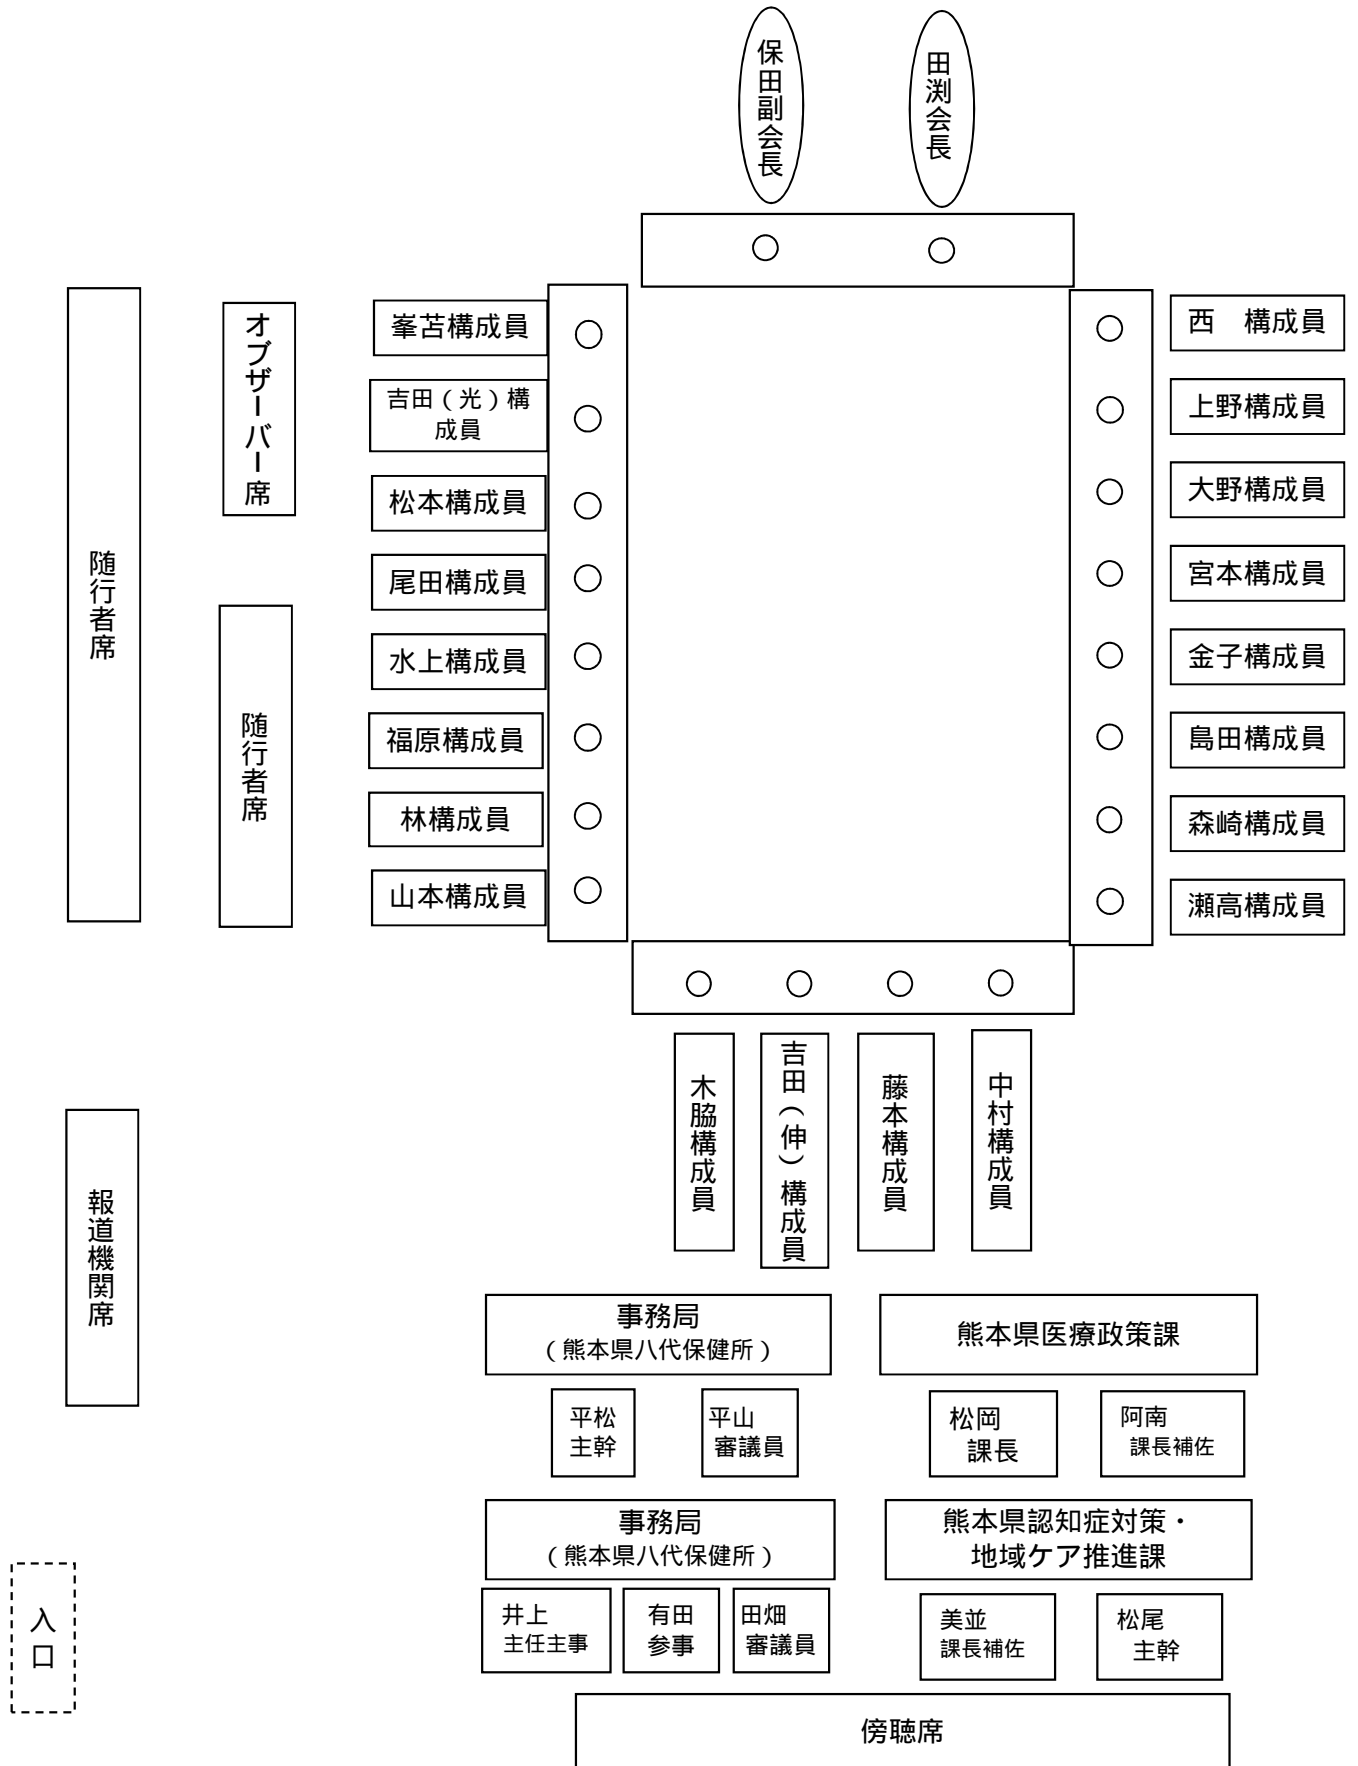 保田副会長
田渕会長
随行者席
オブザーバー席
随行者席
峯苫構成員
吉田（光）構
成員
松本構成員
尾田構成員
水上構成員
福原構成員
林構成員
山本構成員
西　構成員
上野構成員
大野構成員
宮本構成員
金子構成員
島田構成員
森崎構成員
瀬高構成員
木脇構成員
吉田（伸）構成員
藤本構成員
中村構成員
報道機関席
事務局
（熊本県八代保健所）
熊本県医療政策課
平松
主幹
平山
審議員
松岡
課長
阿南
課長補佐
事務局
（熊本県八代保健所）
熊本県認知症対策・
地域ケア推進課
井上
主任主事
有田
参事
田畑
審議員
美並
課長補佐
松尾
主幹
入口
傍聴席